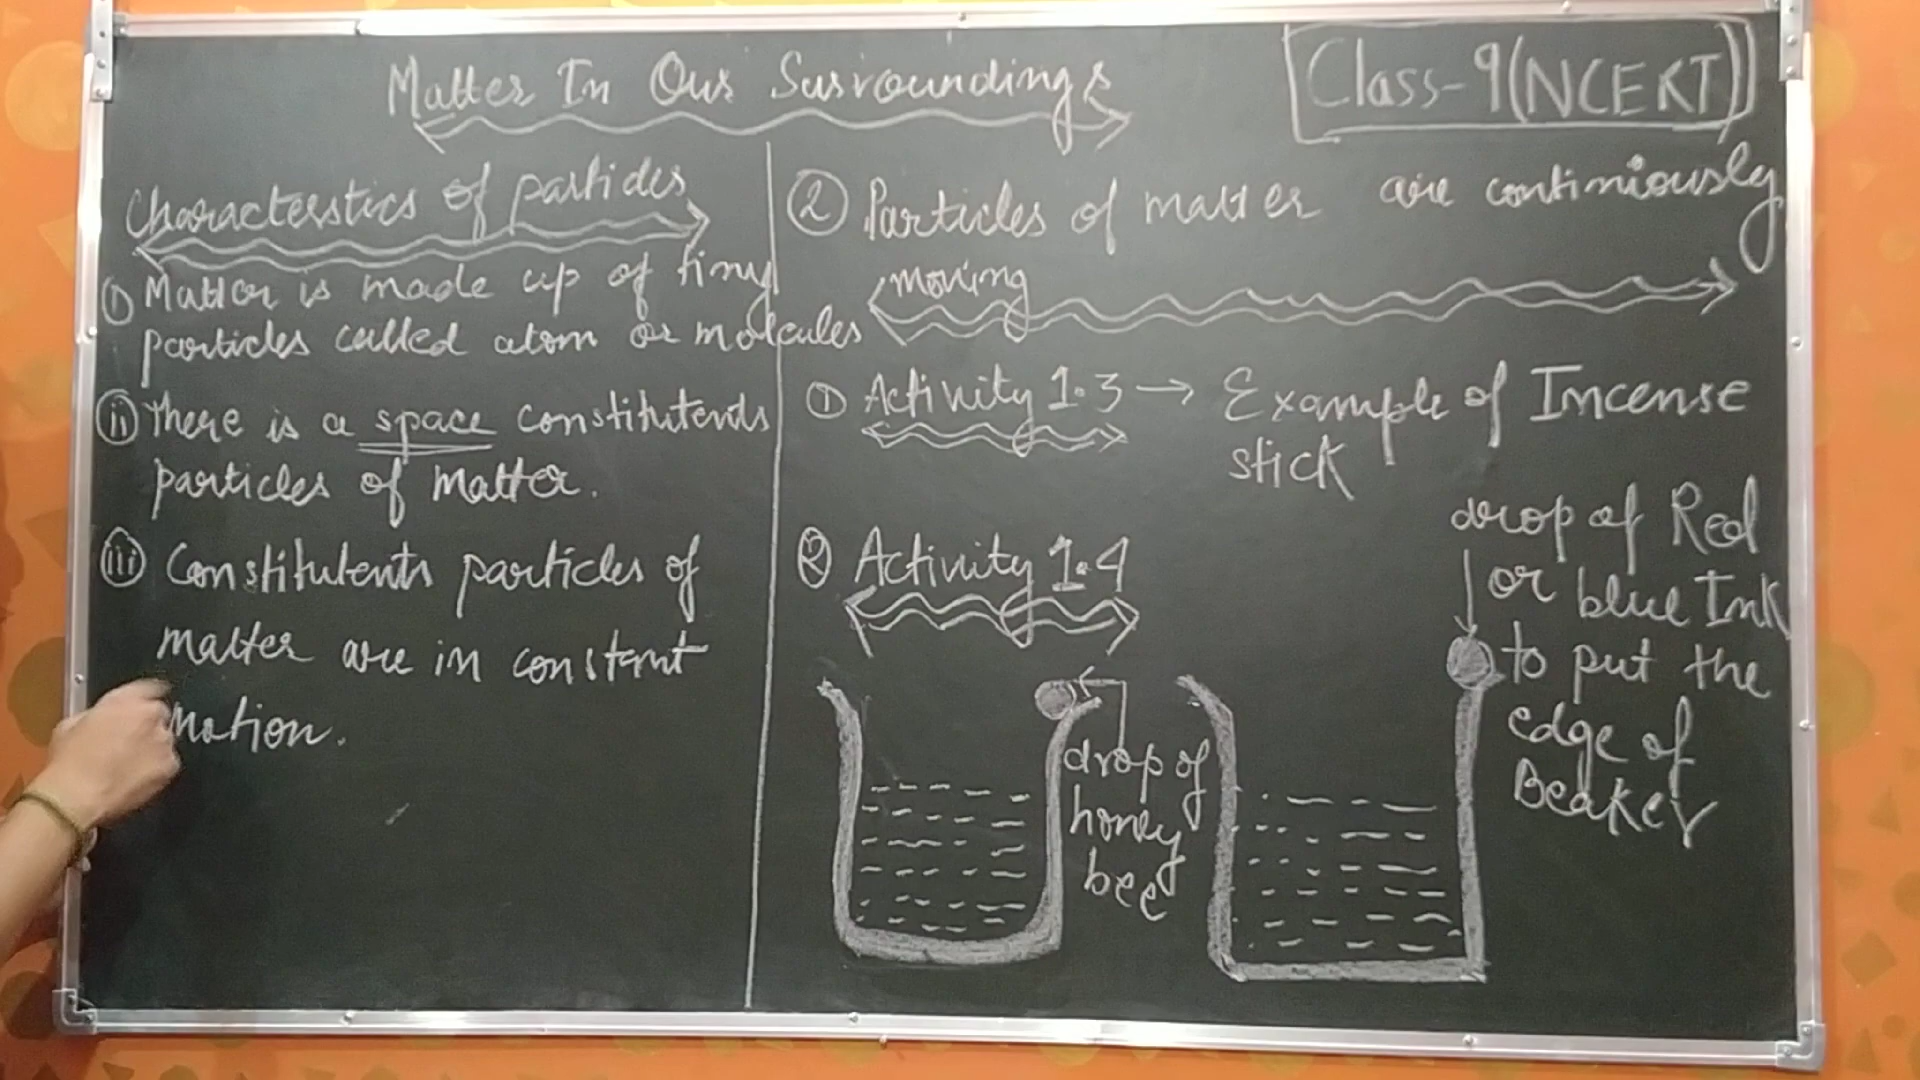 Matter In Our Surroundings
Class-9(NCERT)
Characterstics of particles
(i) Matter is made up of tiny
particles called atom or molcules
(ii) There is a space constitutends
particles of matter.
(iii) Constitutents particles of
matter are in constant
motion.
(2) Particles of matter are continiously
moving
(1) Activity 1.3 → Example of Incense
stick
(2) Activity 1.4
drop of
honey
bee
drop of Red
or blue Ink
to put the
edge of
Beaker